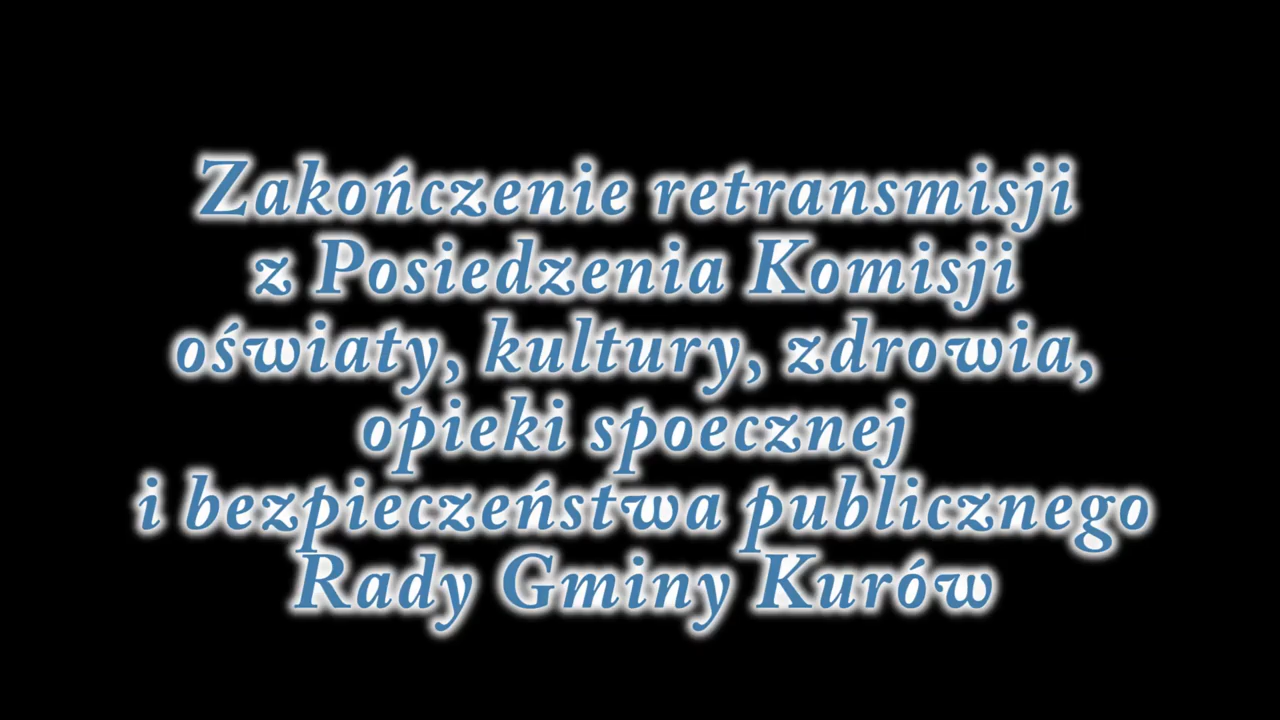 Zakończenie retransmisji
z Posiedzenia Komisji
oświaty, kultury, zdrowia,
opieki spoecznej
i bezpieczeństwa publicznego
Rady Gminy Kurów